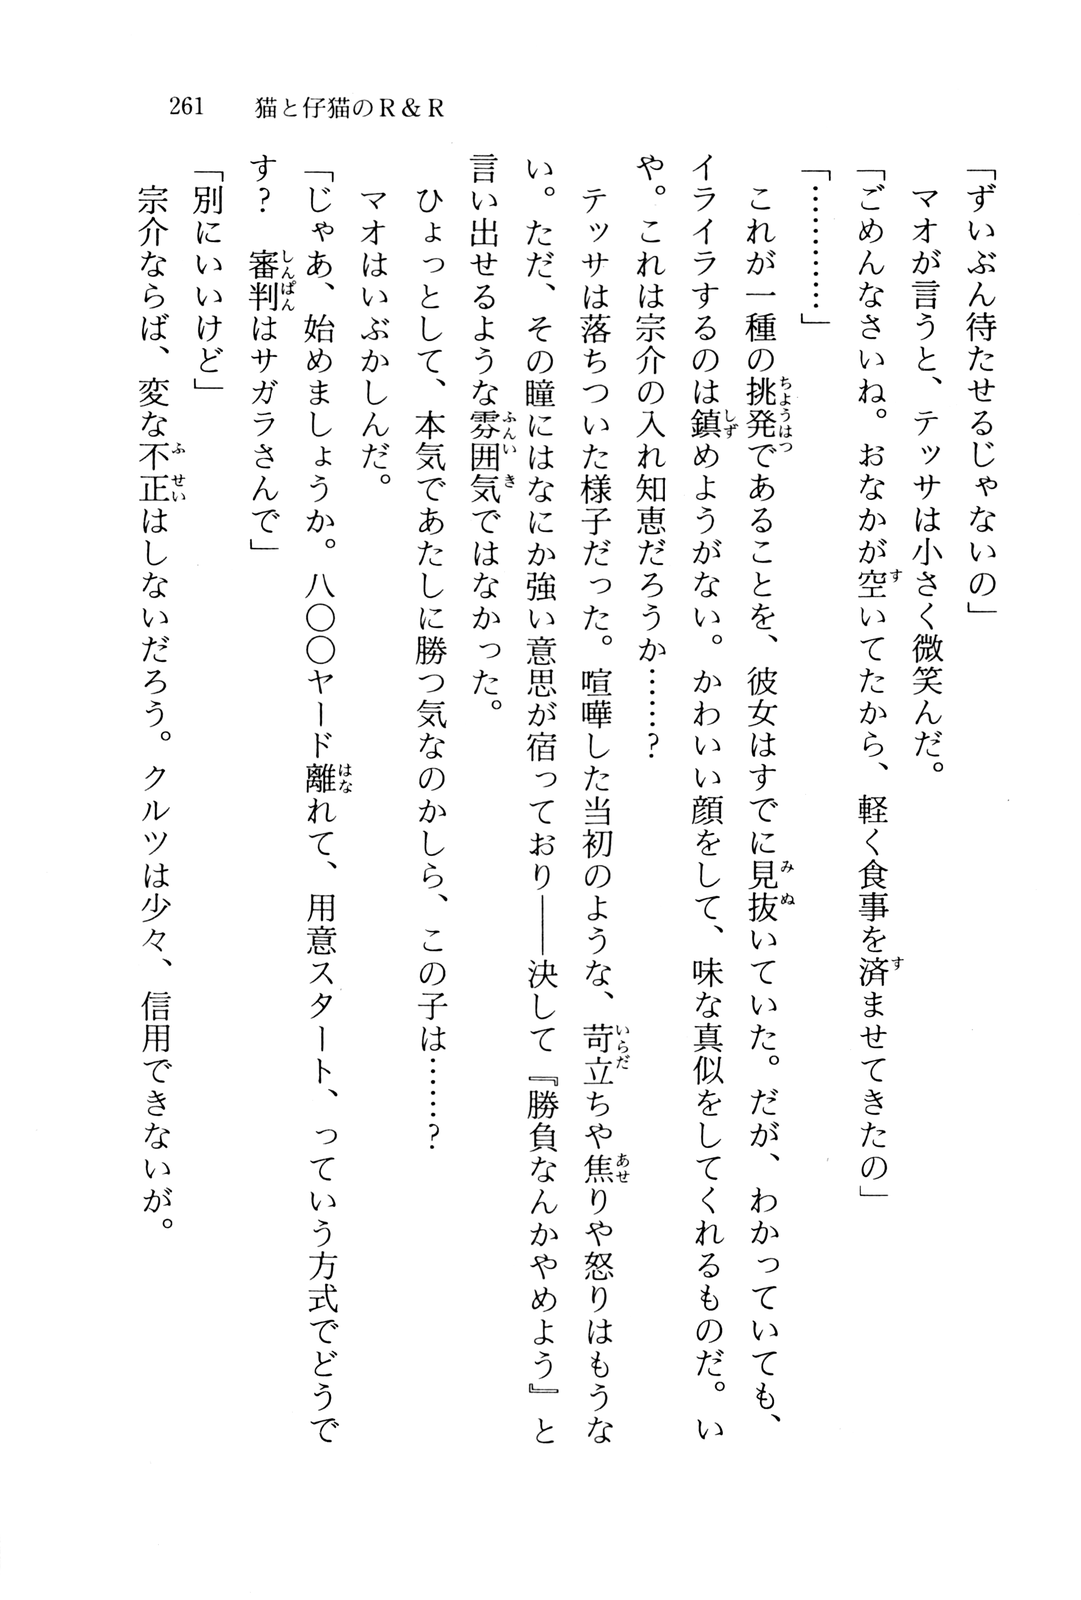 261　猫と仔猫のＲ＆Ｒ
「ずいぶん待たせるじゃないの」
　マオが言うと、テッサは小さく微笑んだ。
「ごめんなさいね。おなかが空いてたから、軽く食事を済ませてきたの」
「…………」
　これが一種の挑発であることを、彼女はすでに見抜いていた。だが、わかっていても、
イライラするのは鎮めようがない。かわいい顔をして、味な真似をしてくれるものだ。い
や。これは宗介の入れ知恵だろうか……？
　テッサは落ちついた様子だった。喧嘩した当初のような、苛立ちや焦りや怒りはもうな
い。ただ、その瞳にはなにか強い意思が宿っており――決して『勝負なんかやめよう』と
言い出せるような雰囲気ではなかった。
　ひょっとして、本気であたしに勝つ気なのかしら、この子は……？
　マオはいぶかしんだ。
「じゃあ、始めましょうか。八〇〇ヤード離れて、用意スタート、っていう方式でどうで
す？　審判はサガラさんで」
「別にいいけど」
　宗介ならば、変な不正はしないだろう。クルツは少々、信用できないが。